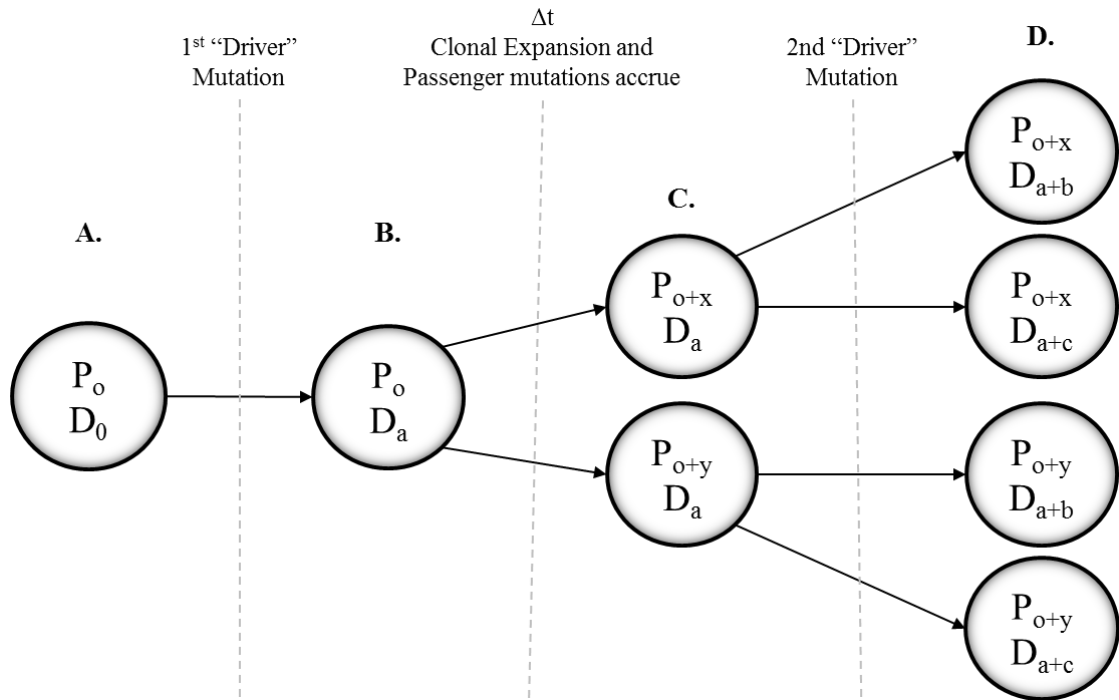 Δt
1st “Driver”
Mutation
Clonal Expansion and
Passenger mutations accrue
2nd “Driver”
Mutation
D.
Po+x
Da+b
A.
B.
C.
Po
D0
Po
Da
Po+x
Da
Po+x
Da+c
Po+y
Da
Po+y
Da+b
Po+y
Da+c